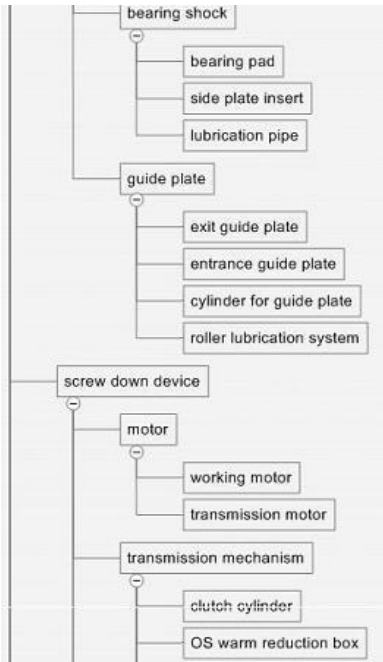 bearing shock
bearing pad
side plate insert
lubrication pipe
guide plate
exit guide plate
entrance guide plate
cylinder for guide plate
roller lubrication system
screw down device
motor
working motor
transmission motor
transmission mechanism
clutch cylinder
OS warm reduction box